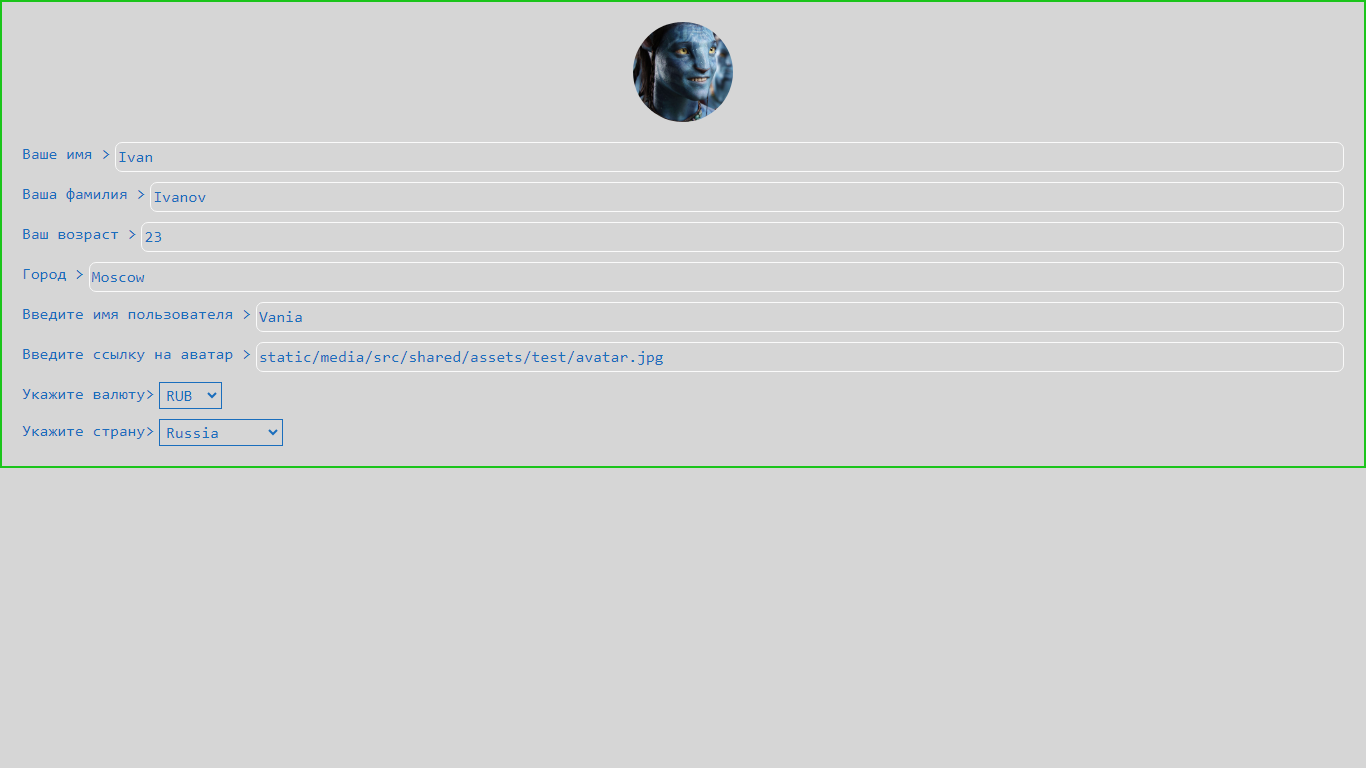 Ваше имя > Ivan
Ваша фамилия > Ivanov
Ваш возраст > 23
Город > Moscow
Введите имя пользователя > Vania
Введите ссылку на аватар > static/media/src/shared/assets/test/avatar.jpg
Укажите валюту> RUB
Укажите страну> Russia